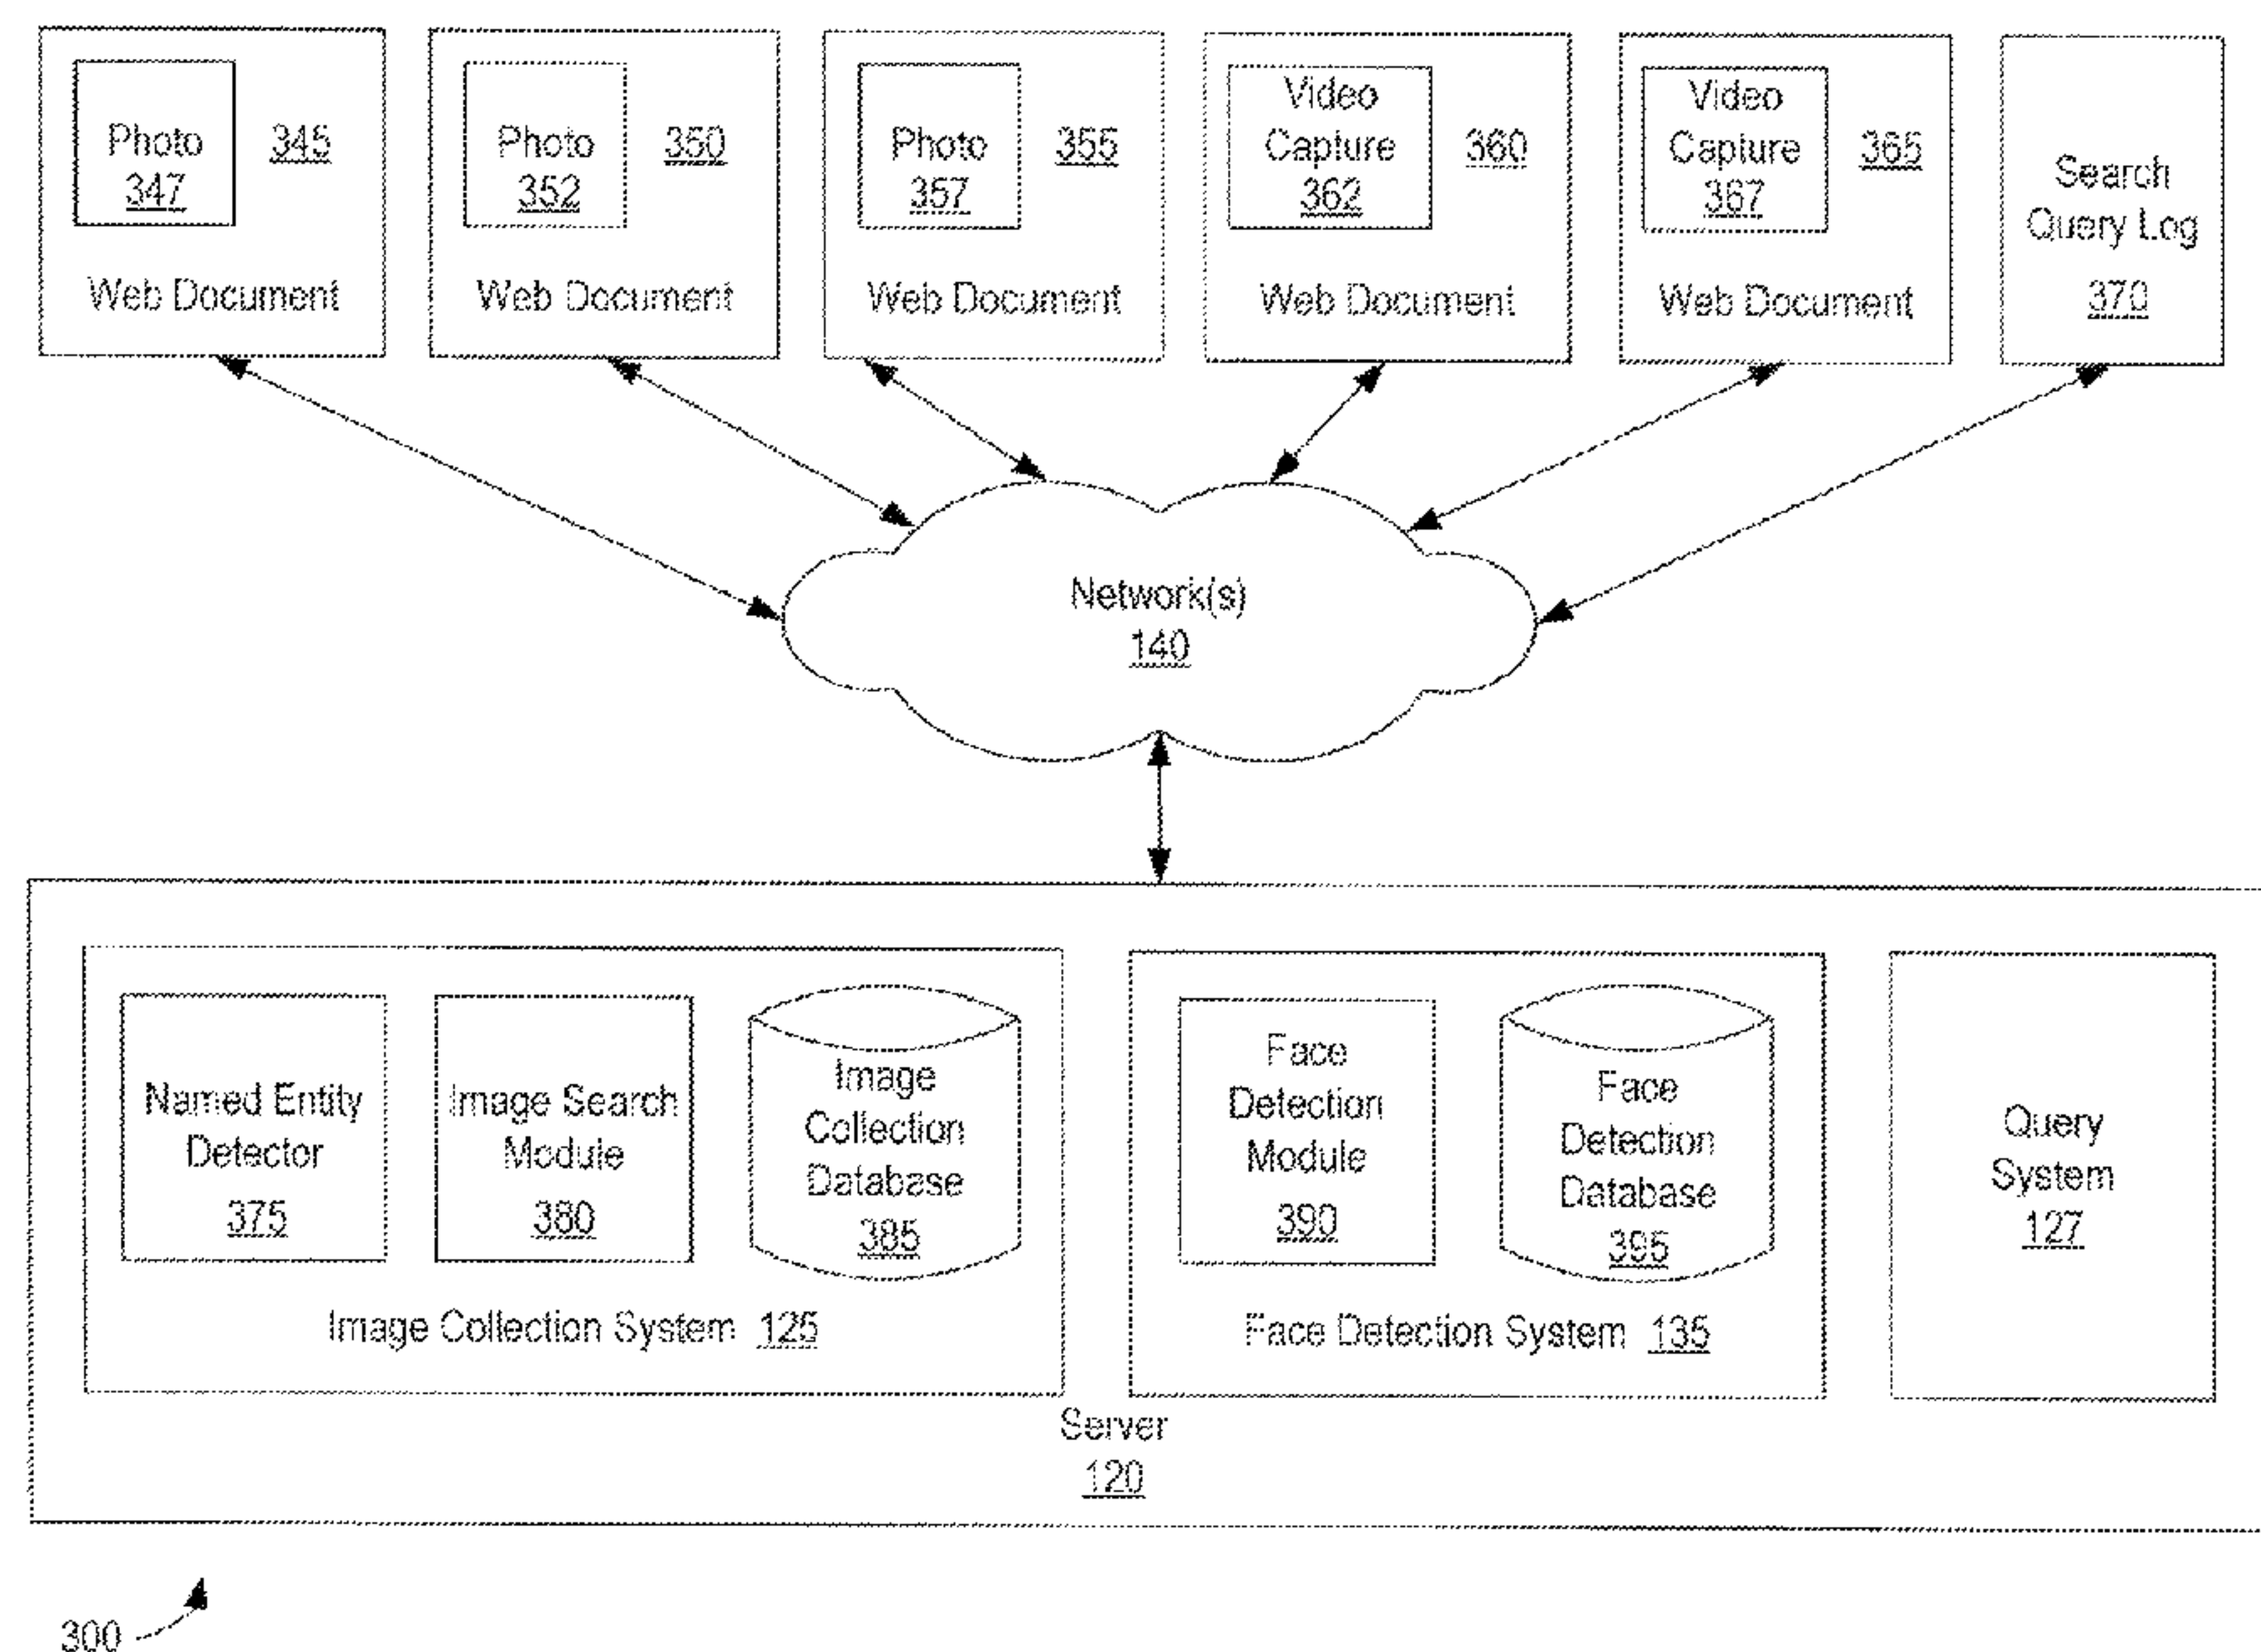 Photo
347
345
Web Document
Photo
352
350
Web Document
Photo
357
355
Web Document
Video
Capture
362
360
Web Document
Video
Capture
367
365
Web Document
Search
Query Log
370
Network(s)
140
Named Entity
Detector
375
Image Search
Module
380
Image
Collection
Database
385
Image Collection System 125
Face
Detection
Module
390
Face
Detection
Database
395
Face Detection System 135
Query
System
127
Server
120
300